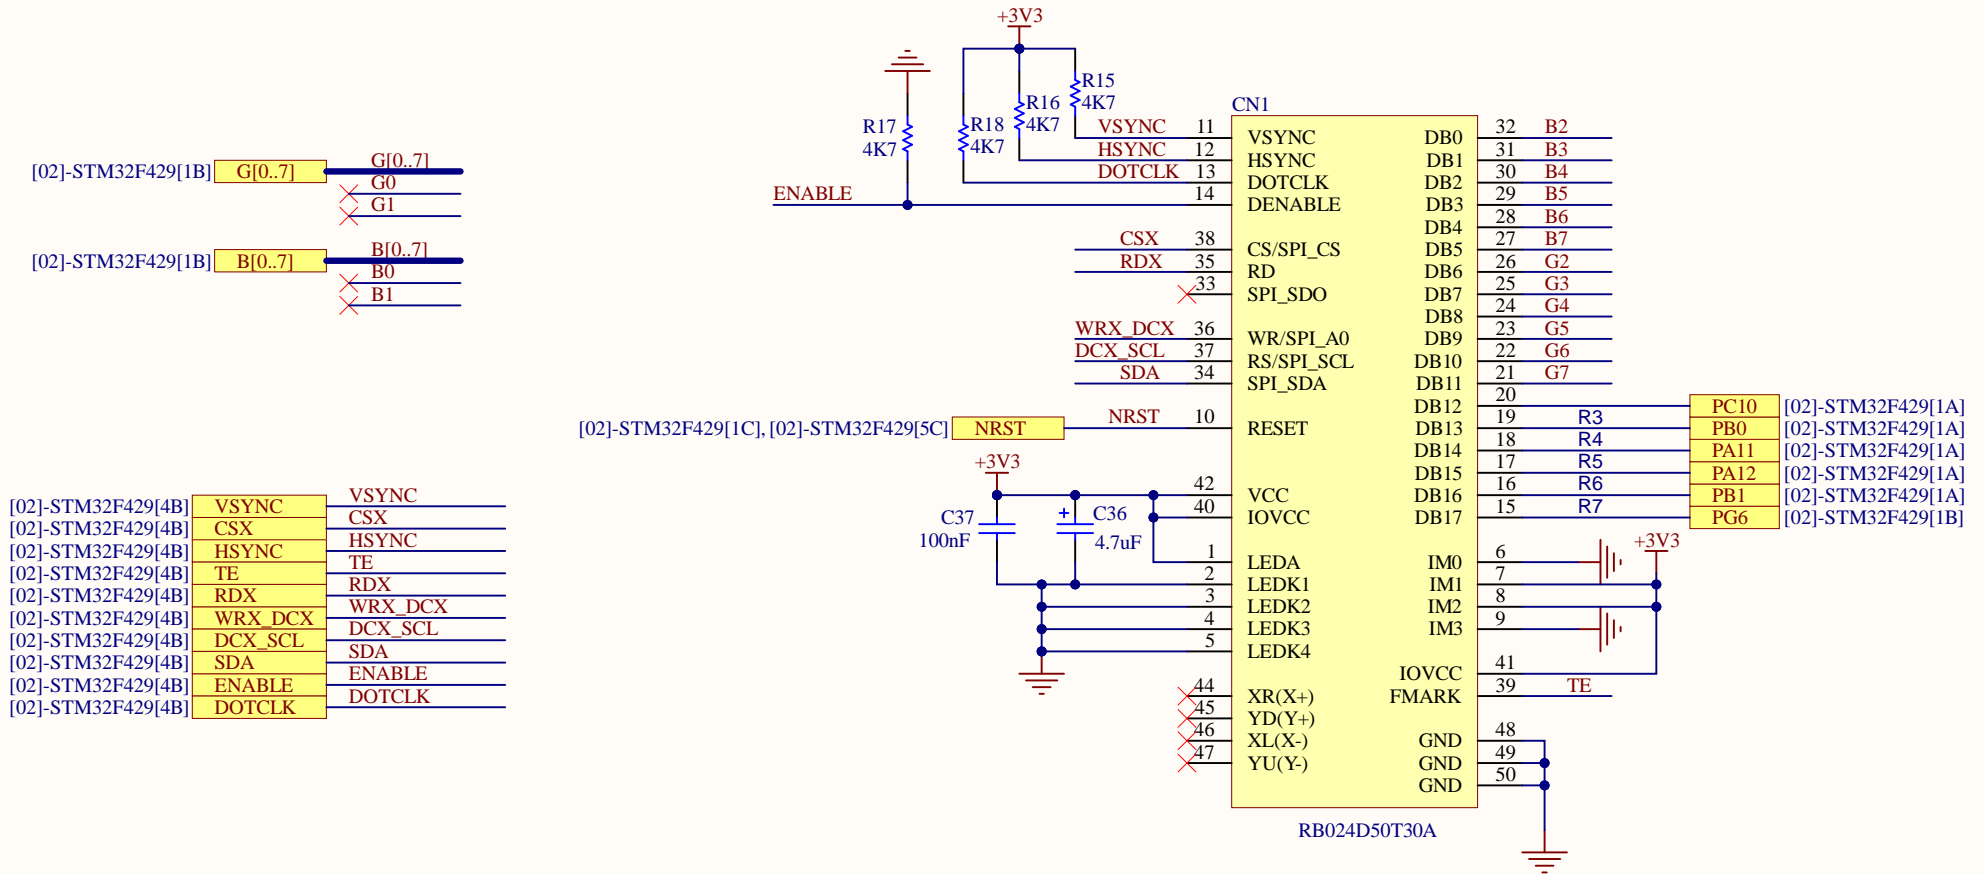 +3V3
R15
4K7
R16
4K7
R17
4K7
R18
4K7
CN1
[02]-STM32F429[1B] G[0..7] G[0..7]
G0
G1
[02]-STM32F429[1B] B[0..7] B[0..7]
B0
B1
VSYNC 11 VSYNC
HSYNC 12 HSYNC
DOTCLK 13 DOTCLK
ENABLE 14 DENABLE
CSX 38 CS/SPI_CS
RDX 35 RD
33 SPI_SDO
WRX_DCX 36 WR/SPI_A0
DCX_SCL 37 RS/SPI_SCL
SDA 34 SPI_SDA
[02]-STM32F429[1C], [02]-STM32F429[5C] NRST NRST 10 RESET
+3V3
42 VCC
40 IOVCC
C37
100nF
+ C36
4.7uF
1 LEDA
2 LEDK1
3 LEDK2
4 LEDK3
5 LEDK4
44 XR(X+)
45 YD(Y+)
46 XL(X-)
47 YU(Y-)
DB0 32 B2
DB1 31 B3
DB2 30 B4
DB3 29 B5
DB4 28 B6
DB5 27 B7
DB6 26 G2
DB7 25 G3
DB8 24 G4
DB9 23 G5
DB10 22 G6
DB11 21 G7
DB12 20 PC10 [02]-STM32F429[1A]
DB13 19 R3 PB0 [02]-STM32F429[1A]
DB14 18 R4 PA11 [02]-STM32F429[1A]
DB15 17 R5 PA12 [02]-STM32F429[1A]
DB16 16 R6 PB1 [02]-STM32F429[1A]
DB17 15 R7 PG6 [02]-STM32F429[1B]
+3V3
IM0 6
IM1 7
IM2 8
IM3 9
IOVCC 41
FMARK 39 TE
GND 48
GND 49
GND 50
RB024D50T30A
[02]-STM32F429[4B] VSYNC VSYNC
[02]-STM32F429[4B] CSX CSX
[02]-STM32F429[4B] HSYNC HSYNC
[02]-STM32F429[4B] TE TE
[02]-STM32F429[4B] RDX RDX
[02]-STM32F429[4B] WRX_DCX WRX_DCX
[02]-STM32F429[4B] DCX_SCL DCX_SCL
[02]-STM32F429[4B] SDA SDA
[02]-STM32F429[4B] ENABLE ENABLE
[02]-STM32F429[4B] DOTCLK DOTCLK